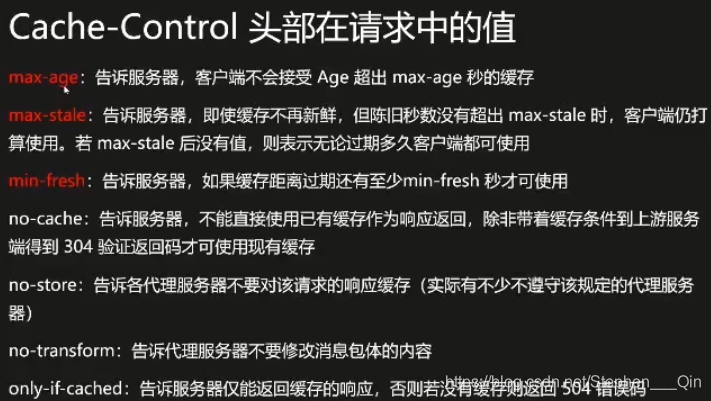 Cache-Control 头部在请求中的值
max-age：告诉服务器，客户端不会接受 Age 超出 max-age 秒的缓存
max-stale：告诉服务器，即使缓存不再新鲜，但陈旧秒数没有超出 max-stale 时，客户端仍打
算使用。若 max-stale 后没有值，则表示无论过期多久客户端都可使用
min-fresh：告诉服务器，如果缓存距离过期还有至少min-fresh 秒才可使用
no-cache：告诉服务器，不能直接使用已有缓存作为响应返回，除非带着缓存条件到上游服务
端得到 304 验证返回码才可使用现有缓存
no-store：告诉各代理服务器不要对该请求的响应缓存（实际有不少不遵守该规定的代理服务
器）
no-transform：告诉代理服务器不要修改消息包体的内容
only-if-cached：告诉服务器仅能返回缓存的响应，否则若没有缓存则返回 504 错误码
https://blog.csdn.net/Stephen___Qin